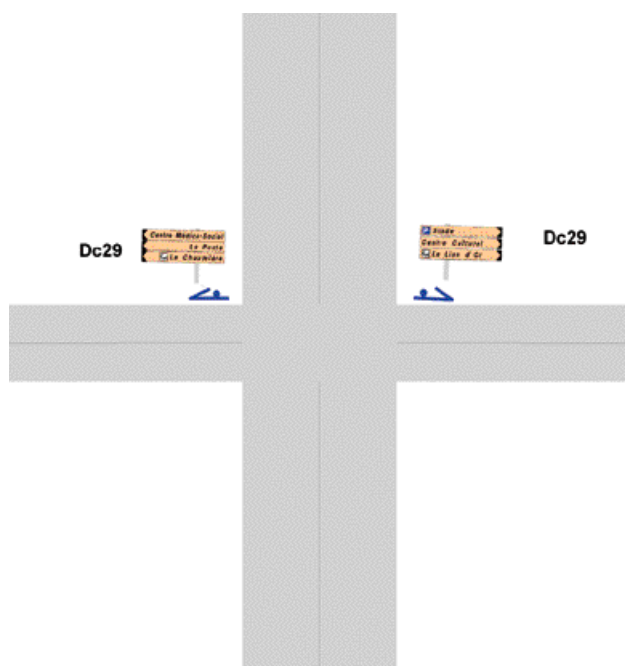 Dc29
Centre Médico-Social
La Poste
La Chaumière
Stade
Centre Culturel
Le Lion d'Or
Dc29